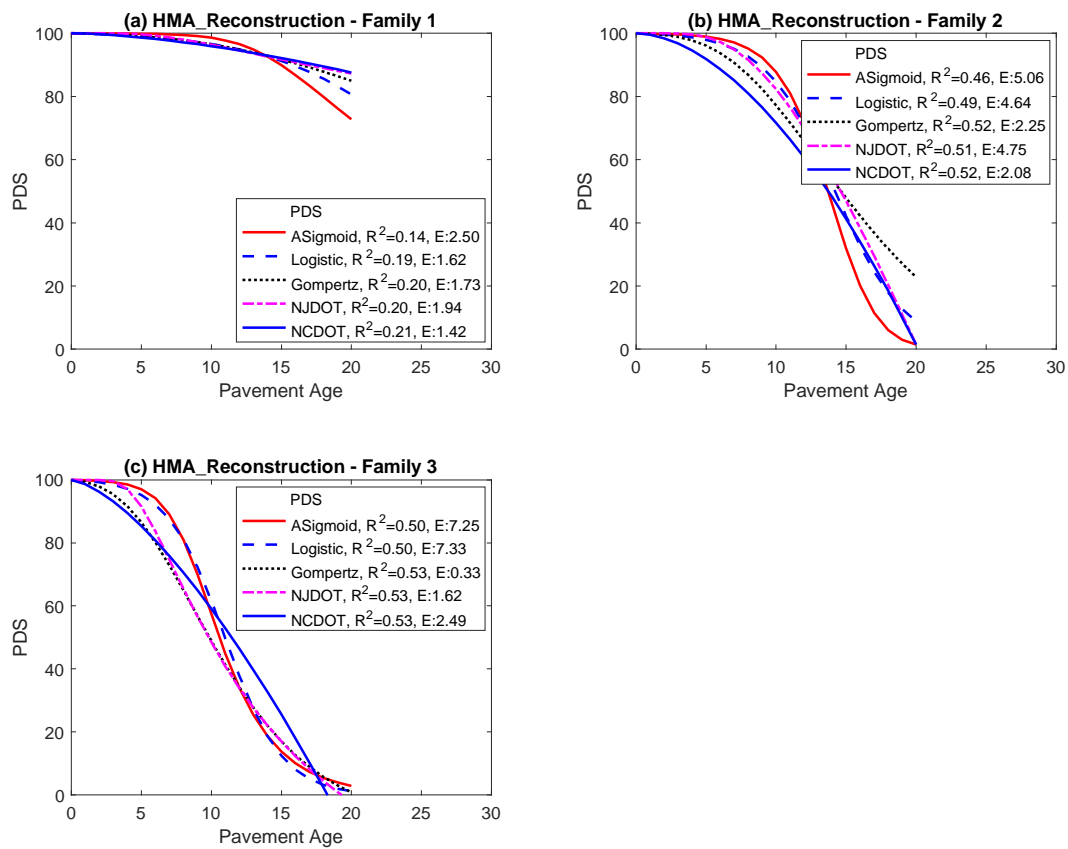 (a) HMA_Reconstruction - Family 1
100
80
60
40
20
0
PDS
PDS
ASigmoid, R²=0.14, E:2.50
Logistic, R²=0.19, E:1.62
Gompertz, R²=0.20, E:1.73
NJDOT, R²=0.20, E:1.94
NCDOT, R²=0.21, E:1.42
0 5 10 15 20 25 30
Pavement Age
(b) HMA_Reconstruction - Family 2
100
80
60
40
20
0
PDS
PDS
ASigmoid, R²=0.46, E:5.06
Logistic, R²=0.49, E:4.64
Gompertz, R²=0.52, E:2.25
NJDOT, R²=0.51, E:4.75
NCDOT, R²=0.52, E:2.08
0 5 10 15 20 25 30
Pavement Age
(c) HMA_Reconstruction - Family 3
100
80
60
40
20
0
PDS
PDS
ASigmoid, R²=0.50, E:7.25
Logistic, R²=0.50, E:7.33
Gompertz, R²=0.53, E:0.33
NJDOT, R²=0.53, E:1.62
NCDOT, R²=0.53, E:2.49
0 5 10 15 20 25 30
Pavement Age